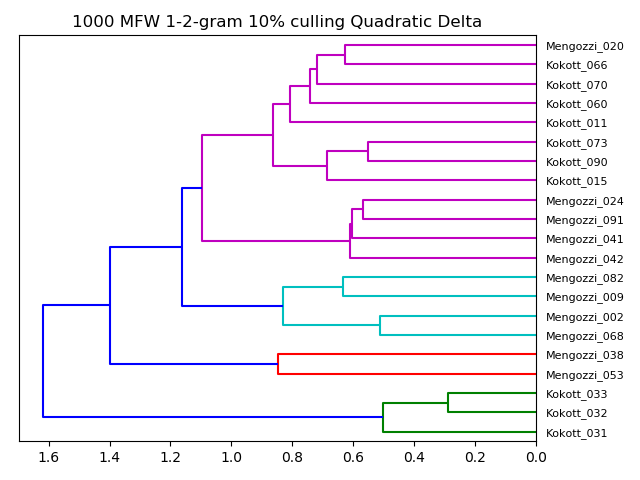 1000 MFW 1-2-gram 10% culling Quadratic Delta
Mengozzi_020
Kokott_066
Kokott_070
Kokott_060
Kokott_011
Kokott_073
Kokott_090
Kokott_015
Mengozzi_024
Mengozzi_091
Mengozzi_041
Mengozzi_042
Mengozzi_082
Mengozzi_009
Mengozzi_002
Mengozzi_068
Mengozzi_038
Mengozzi_053
Kokott_033
Kokott_032
Kokott_031
1.6 1.4 1.2 1.0 0.8 0.6 0.4 0.2 0.0